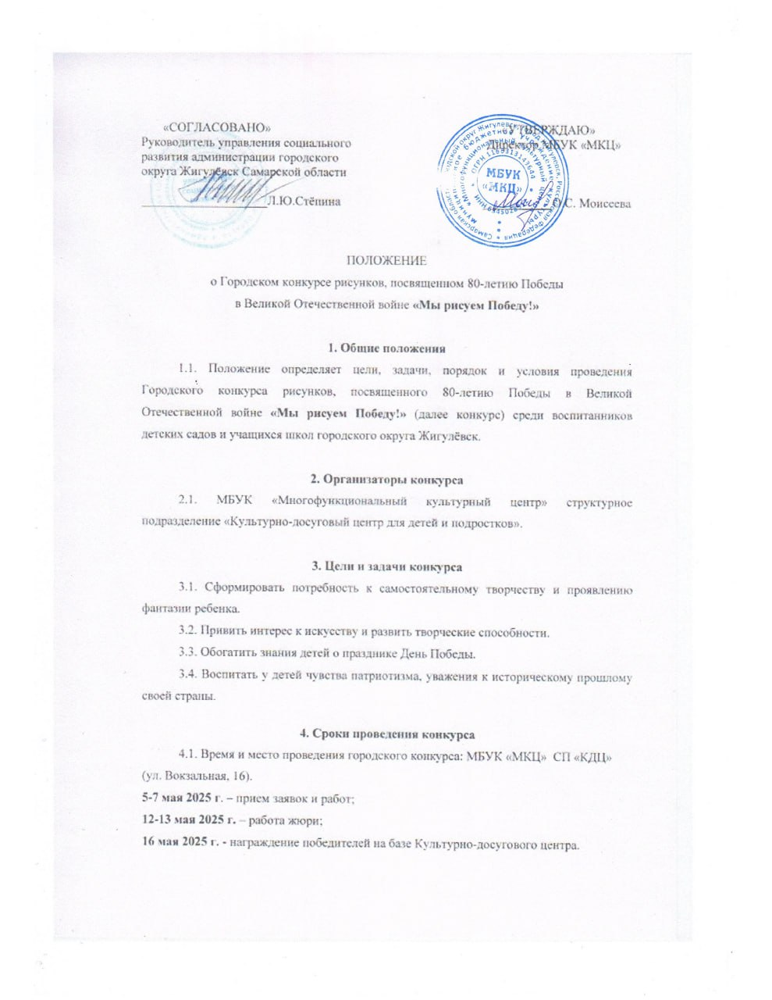 «СОГЛАСОВАНО»
Руководитель управления социального
развития администрации городского
округа Жигулёвск Самарской области
Л.Ю.Стёпина
«УТВЕРЖДАЮ»
Директор МБУК «МКЦ»
О.С. Моисеева
МБУК
«МКЦ»
ПОЛОЖЕНИЕ
о Городском конкурсе рисунков, посвященном 80-летию Победы
в Великой Отечественной войне «Мы рисуем Победу!»
1. Общие положения
1.1. Положение определяет цели, задачи, порядок и условия проведения
Городского конкурса рисунков, посвященного 80-летию Победы в Великой
Отечественной войне «Мы рисуем Победу!» (далее конкурс) среди воспитанников
детских садов и учащихся школ городского округа Жигулёвск.
2. Организаторы конкурса
2.1. МБУК «Многофункциональный культурный центр» структурное
подразделение «Культурно-досуговый центр для детей и подростков».
3. Цели и задачи конкурса
3.1. Сформировать потребность к самостоятельному творчеству и проявлению
фантазии ребенка.
3.2. Привить интерес к искусству и развить творческие способности.
3.3. Обогатить знания детей о празднике День Победы.
3.4. Воспитать у детей чувства патриотизма, уважения к историческому прошлому
своей страны.
4. Сроки проведения конкурса
4.1. Время и место проведения городского конкурса: МБУК «МКЦ» СП «КДЦ»
(ул. Вокзальная, 16).
5-7 мая 2025 г. – прием заявок и работ;
12-13 мая 2025 г. – работа жюри;
16 мая 2025 г. - награждение победителей на базе Культурно-досугового центра.